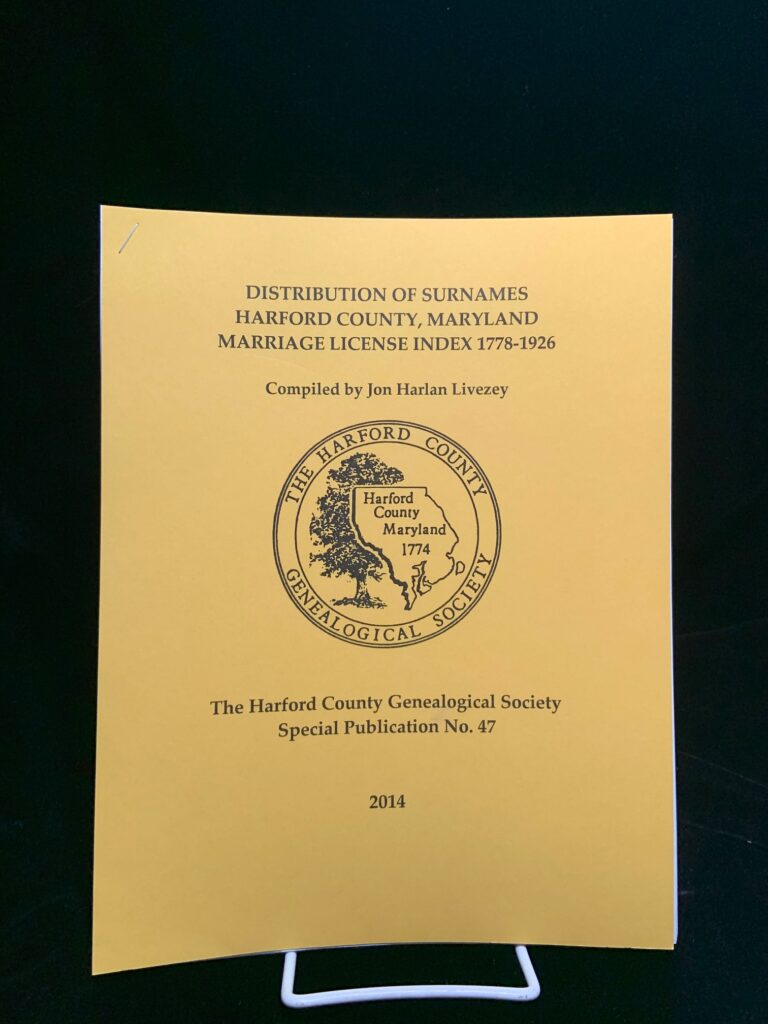 DISTRIBUTION OF SURNAMES
HARFORD COUNTY, MARYLAND
MARRIAGE LICENSE INDEX 1778-1926
Compiled by Jon Harlan Livezey
THE HARFORD COUNTY
Harford
County
Maryland
1774
GENEALOGICAL SOCIETY
The Harford County Genealogical Society
Special Publication No. 47
2014